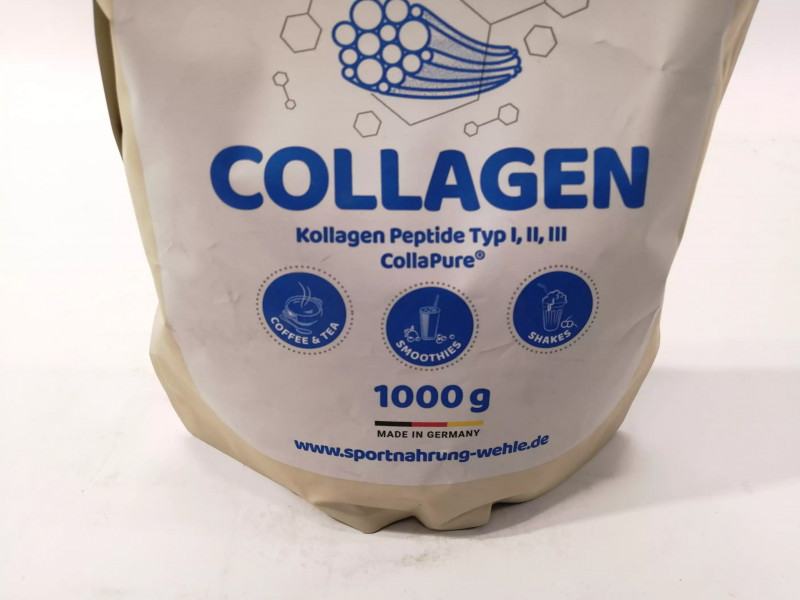 COLLAGEN
Kollagen Peptide Typ I, II, III
CollaPure®
COFFEE & TEA
SMOOTHIES
SHAKES
1000 g
MADE IN GERMANY
www.sportnahrung-wehle.de